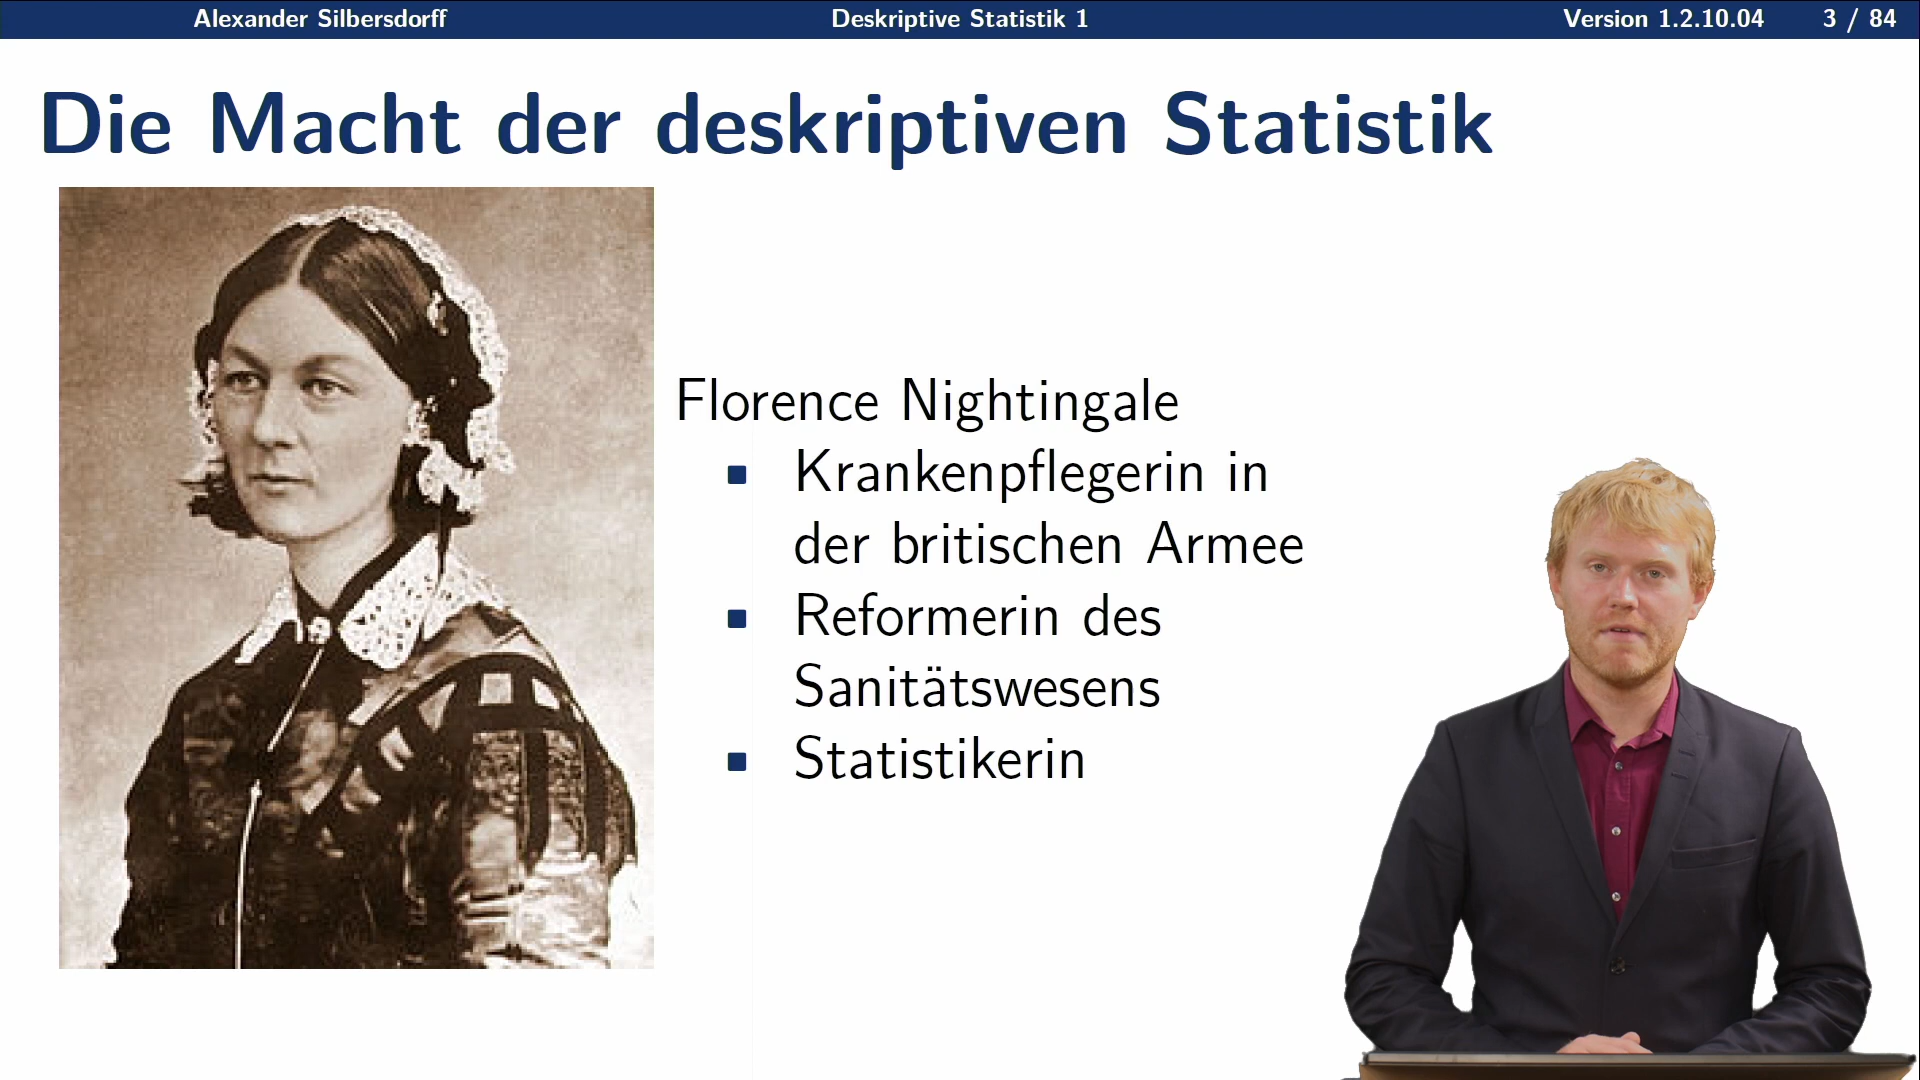 Alexander Silbersdorff Deskriptive Statistik 1 Version 1.2.10.04 3 / 84
Die Macht der deskriptiven Statistik
Florence Nightingale
Krankenpflegerin in
der britischen Armee
Reformerin des
Sanitätswesens
Statistikerin